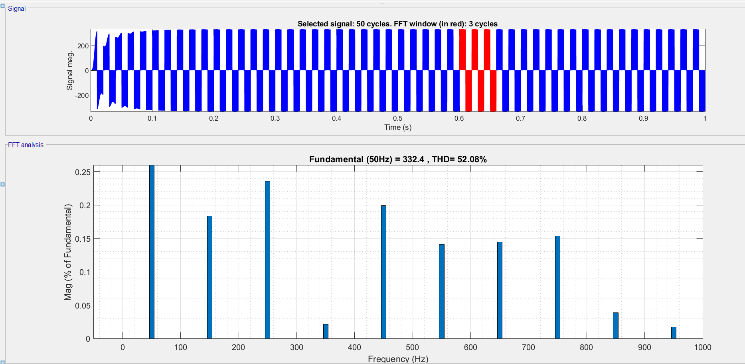 Signal
Selected signal: 50 cycles. FFT window (in red): 3 cycles
Signal mag.
200
0
-200
0 0.1 0.2 0.3 0.4 0.5 0.6 0.7 0.8 0.9 1
Time (s)
FFT analysis
Fundamental (50Hz) = 332.4 , THD= 52.08%
Mag (% of Fundamental)
0.25
0.2
0.15
0.1
0.05
0
0 100 200 300 400 500 600 700 800 900 1000
Frequency (Hz)